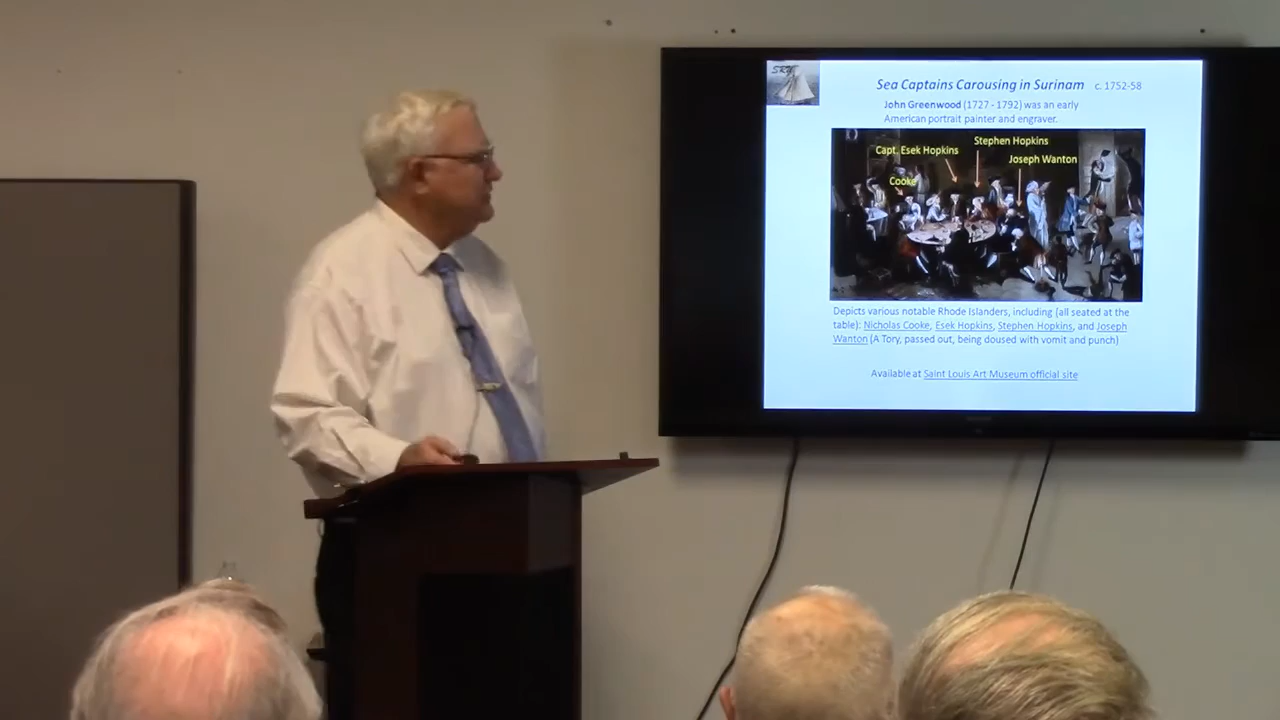 Sea Captains Carousing in Surinam c. 1752-58
John Greenwood (1727 - 1792) was an early
American portrait painter and engraver.
Stephen Hopkins
Capt. Esek Hopkins
Joseph Wanton
Cooke
Depicts various notable Rhode Islanders, including (all seated at the
table): Nicholas Cooke, Esek Hopkins, Stephen Hopkins, and Joseph
Wanton (A Tory, passed out, being doused with vomit and punch)
Available at Saint Louis Art Museum official site